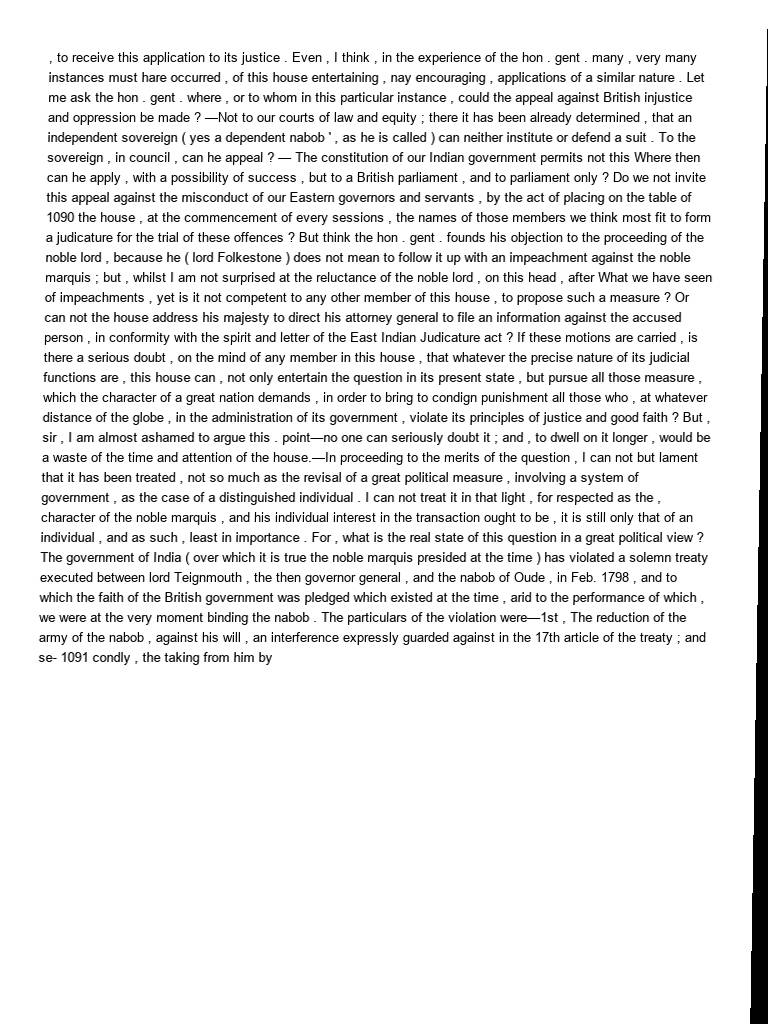 , to receive this application to its justice . Even , I think , in the experience of the hon . gent . many , very many
instances must hare occurred , of this house entertaining , nay encouraging , applications of a similar nature . Let
me ask the hon . gent . where , or to whom in this particular instance , could the appeal against British injustice
and oppression be made ? —Not to our courts of law and equity ; there it has been already determined , that an
independent sovereign ( yes a dependent nabob ' , as he is called ) can neither institute or defend a suit . To the
sovereign , in council , can he appeal ? — The constitution of our Indian government permits not this Where then
can he apply , with a possibility of success , but to a British parliament , and to parliament only ? Do we not invite
this appeal against the misconduct of our Eastern governors and servants , by the act of placing on the table of
1090 the house , at the commencement of every sessions , the names of those members we think most fit to form
a judicature for the trial of these offences ? But think the hon . gent . founds his objection to the proceeding of the
noble lord , because he ( lord Folkestone ) does not mean to follow it up with an impeachment against the noble
marquis ; but , whilst I am not surprised at the reluctance of the noble lord , on this head , after What we have seen
of impeachments , yet is it not competent to any other member of this house , to propose such a measure ? Or
can not the house address his majesty to direct his attorney general to file an information against the accused
person , in conformity with the spirit and letter of the East Indian Judicature act ? If these motions are carried , is
there a serious doubt , on the mind of any member in this house , that whatever the precise nature of its judicial
functions are , this house can , not only entertain the question in its present state , but pursue all those measure ,
which the character of a great nation demands , in order to bring to condign punishment all those who , at whatever
distance of the globe , in the administration of its government , violate its principles of justice and good faith ? But ,
sir , I am almost ashamed to argue this . point—no one can seriously doubt it ; and , to dwell on it longer , would be
a waste of the time and attention of the house.—In proceeding to the merits of the question , I can not but lament
that it has been treated , not so much as the revisal of a great political measure , involving a system of
government , as the case of a distinguished individual . I can not treat it in that light , for respected as the ,
character of the noble marquis , and his individual interest in the transaction ought to be , it is still only that of an
individual , and as such , least in importance . For , what is the real state of this question in a great political view ?
The government of India ( over which it is true the noble marquis presided at the time ) has violated a solemn treaty
executed between lord Teignmouth , the then governor general , and the nabob of Oude , in Feb. 1798 , and to
which the faith of the British government was pledged which existed at the time , arid to the performance of which ,
we were at the very moment binding the nabob . The particulars of the violation were—1st , The reduction of the
army of the nabob , against his will , an interference expressly guarded against in the 17th article of the treaty ; and
se- 1091 condly , the taking from him by